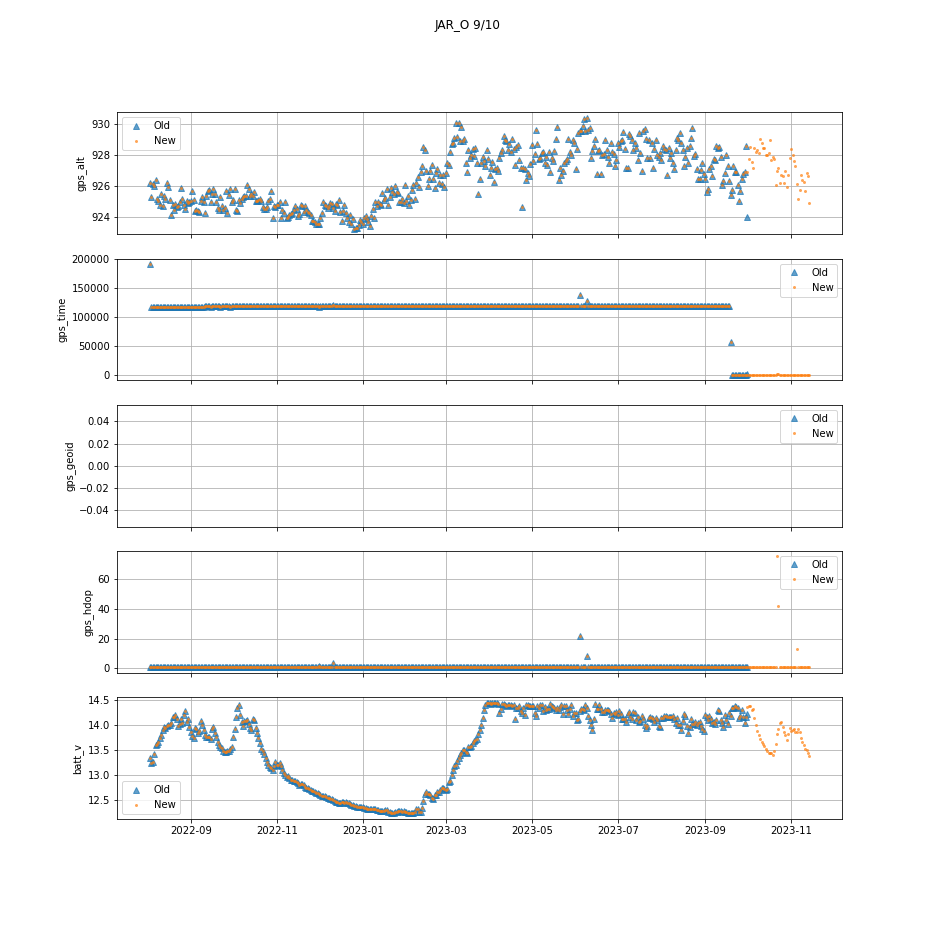 JAR_O 9/10
930
928
926
924
gps_alt
Old
New
200000
150000
100000
50000
0
gps_time
Old
New
0.04
0.02
0.00
−0.02
−0.04
gps_geoid
Old
New
60
40
20
0
gps_hdop
Old
New
14.5
14.0
13.5
13.0
12.5
batt_v
Old
New
2022-09 2022-11 2023-01 2023-03 2023-05 2023-07 2023-09 2023-11